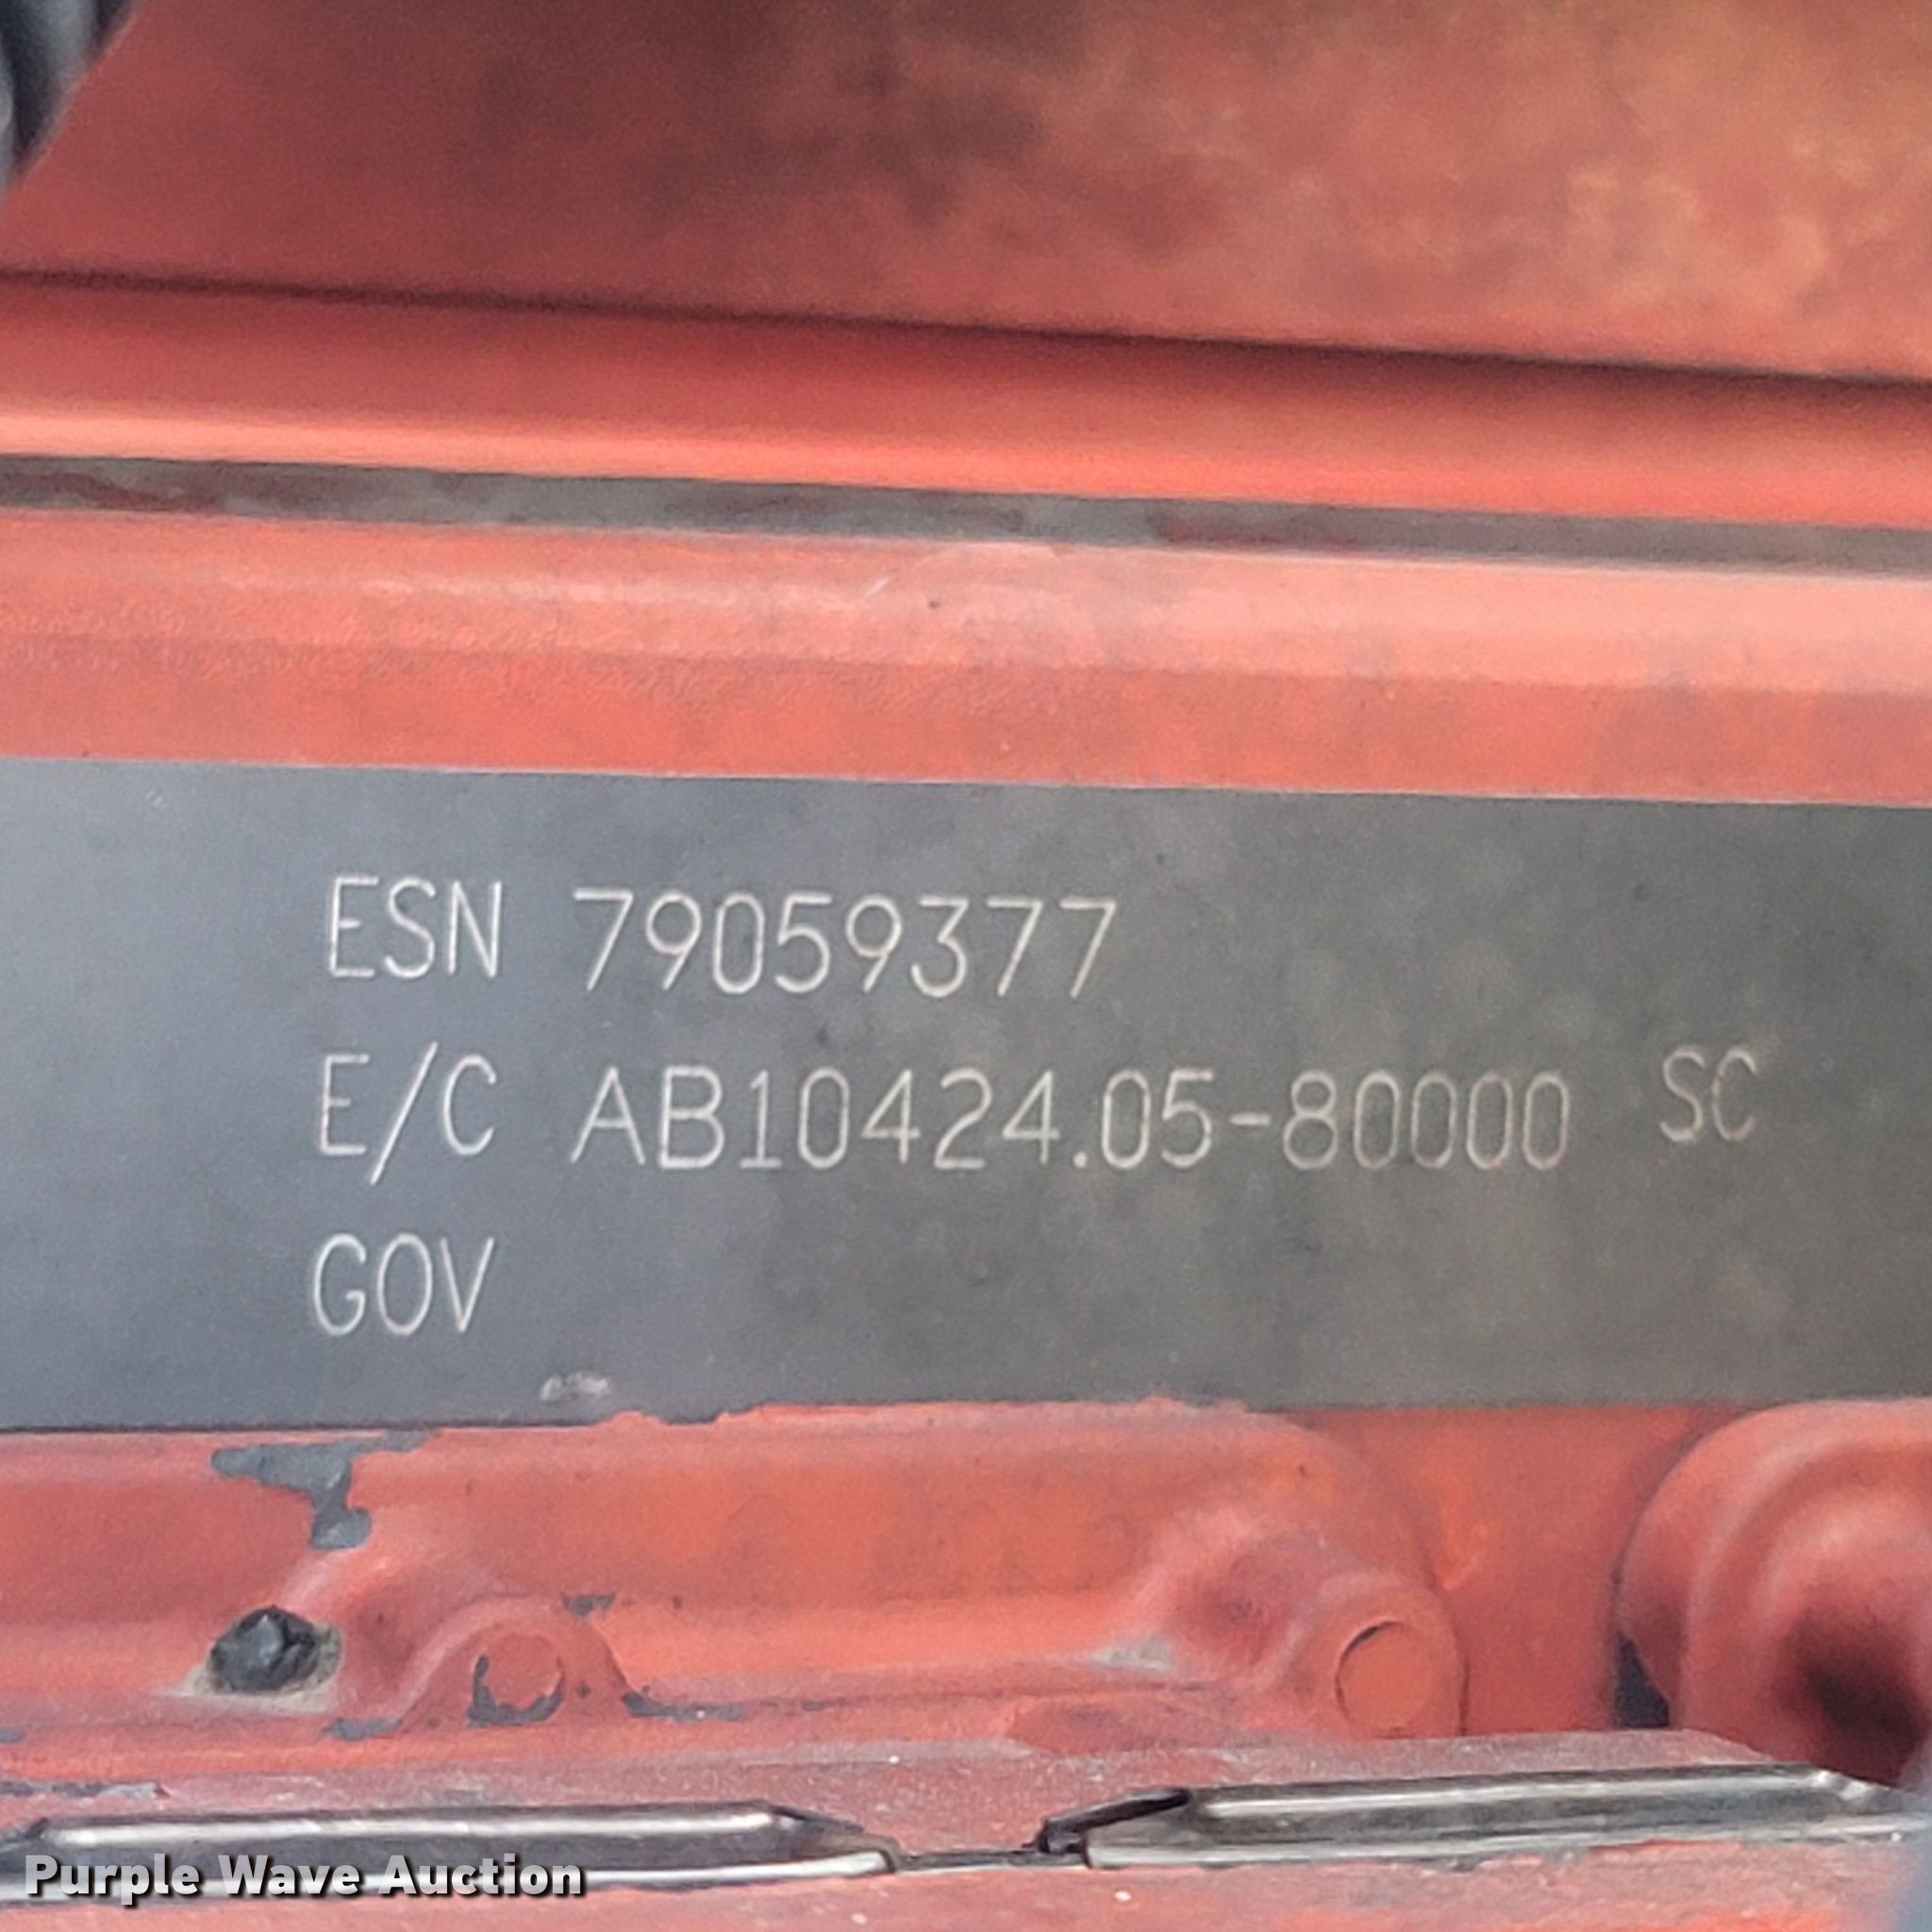 ESN 79059377
E/C AB10424.05-80000 SC
GOV
Purple Wave Auction